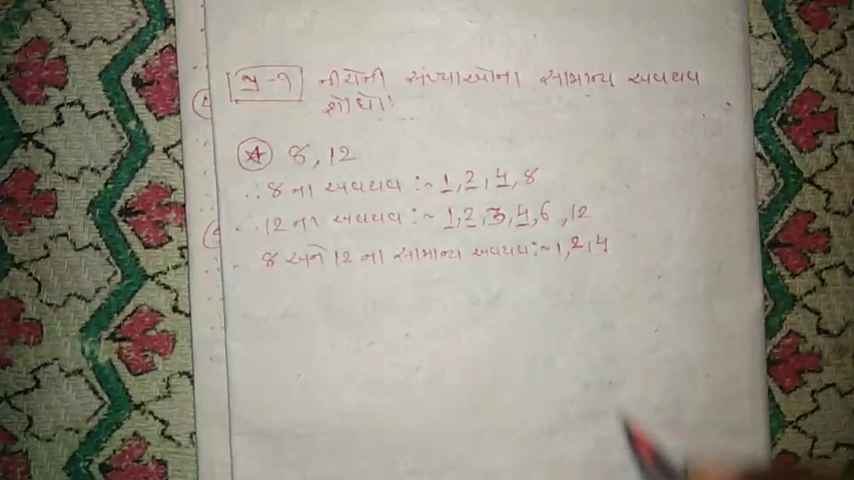 પ્ર-૧ નીચેની સંખ્યાઓના સામાન્ય અવયવ
શોધો!
8, 12
∴ 8 ના અવયવ :~ 1, 2, 4, 8
∴ 12 ના અવયવ :~ 1, 2, 3, 4, 6, 12
8 અને 12 ના સામાન્ય અવયવ :~ 1, 2, 4